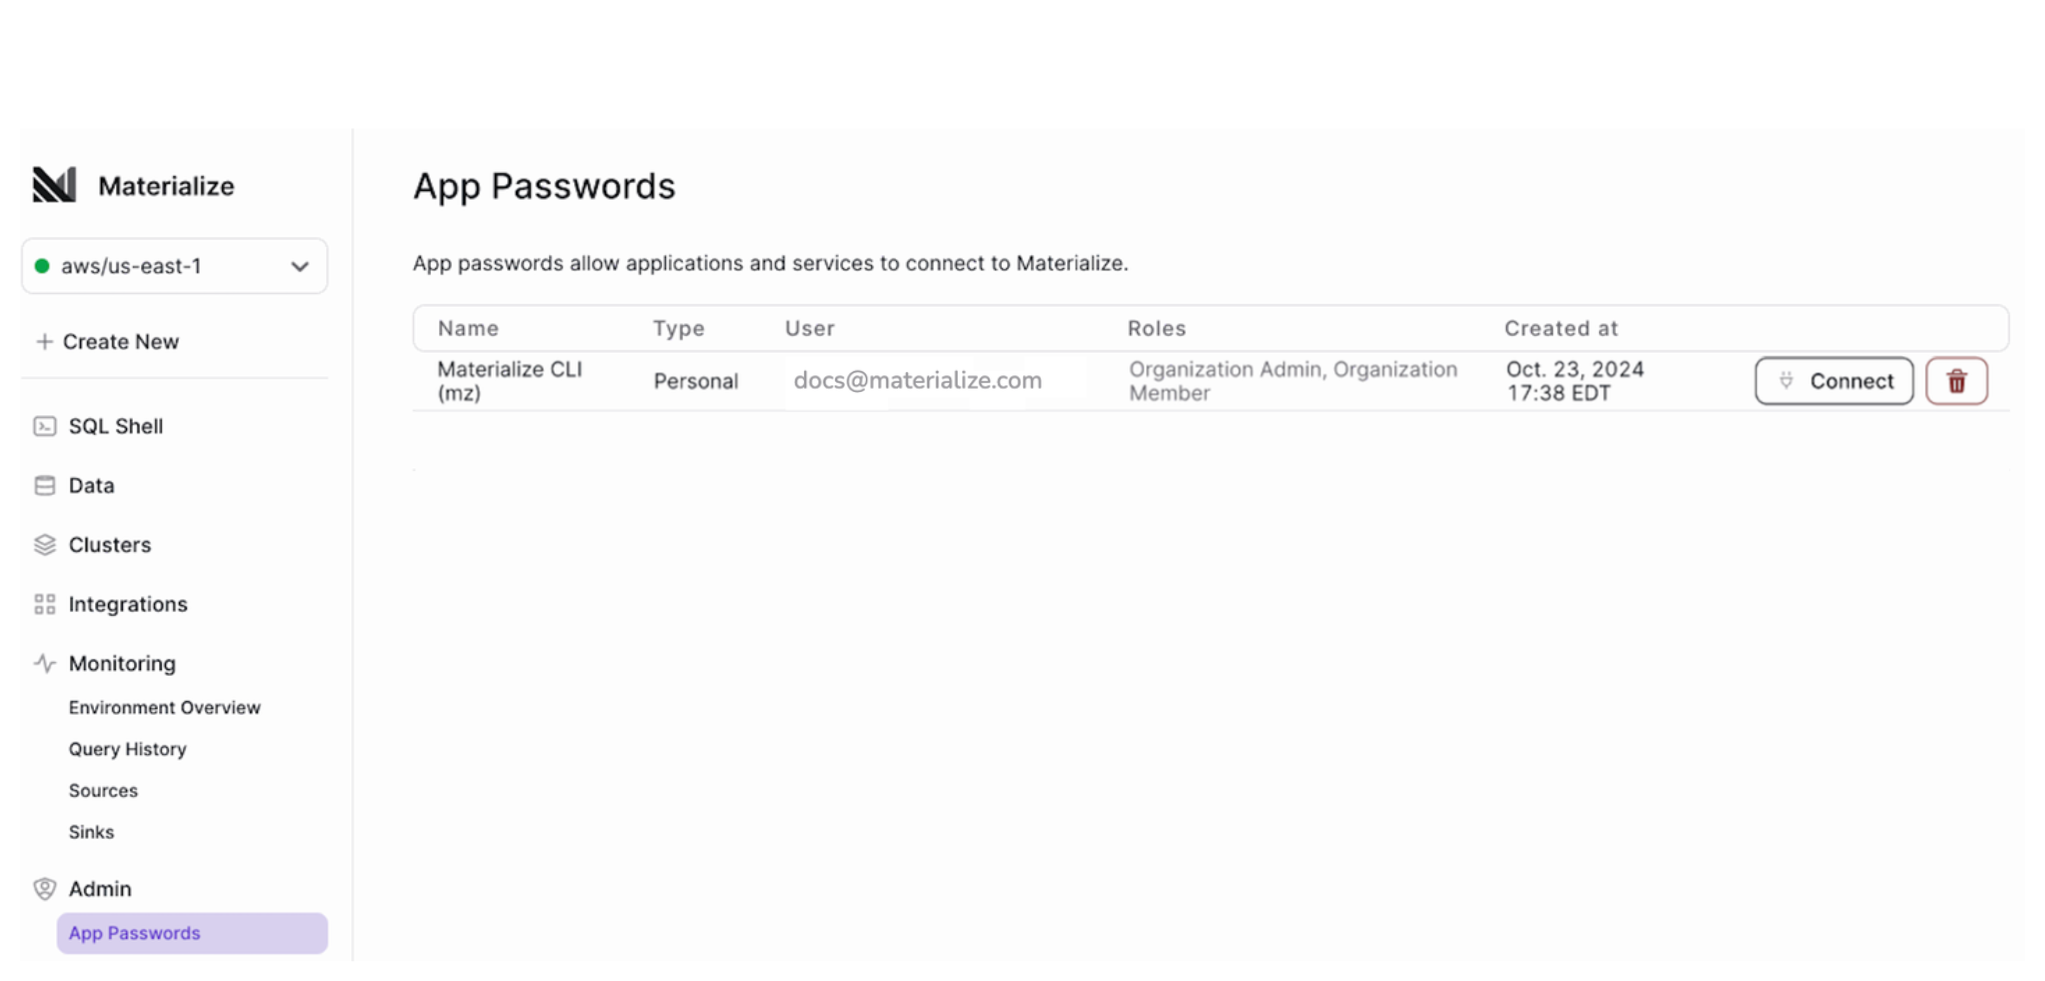 Materialize
aws/us-east-1
+ Create New
SQL Shell
Data
Clusters
Integrations
Monitoring
Environment Overview
Query History
Sources
Sinks
Admin
App Passwords
App Passwords
App passwords allow applications and services to connect to Materialize.
Name Type User Roles Created at
Materialize CLI
(mz)
Personal
docs@materialize.com
Organization Admin, Organization
Member
Oct. 23, 2024
17:38 EDT
Connect